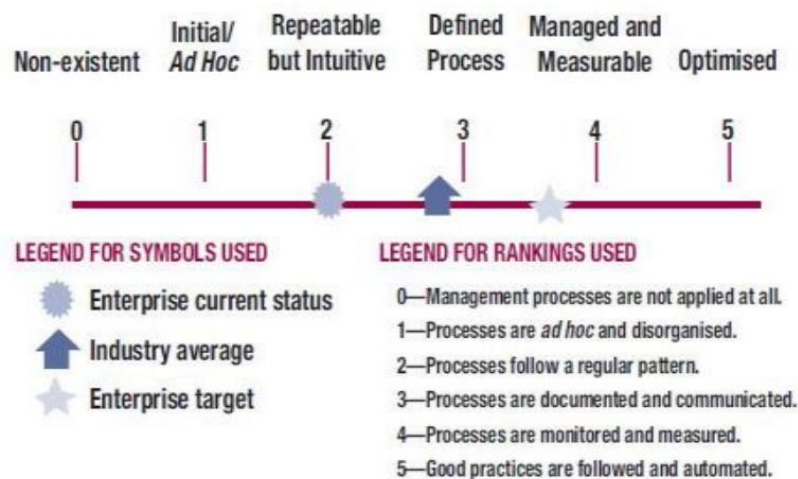 Non-existent
Initial/
Ad Hoc
Repeatable
but Intuitive
Defined
Process
Managed and
Measurable
Optimised
0 1 2 3 4 5
LEGEND FOR SYMBOLS USED
Enterprise current status
Industry average
Enterprise target
LEGEND FOR RANKINGS USED
0—Management processes are not applied at all.
1—Processes are ad hoc and disorganised.
2—Processes follow a regular pattern.
3—Processes are documented and communicated.
4—Processes are monitored and measured.
5—Good practices are followed and automated.